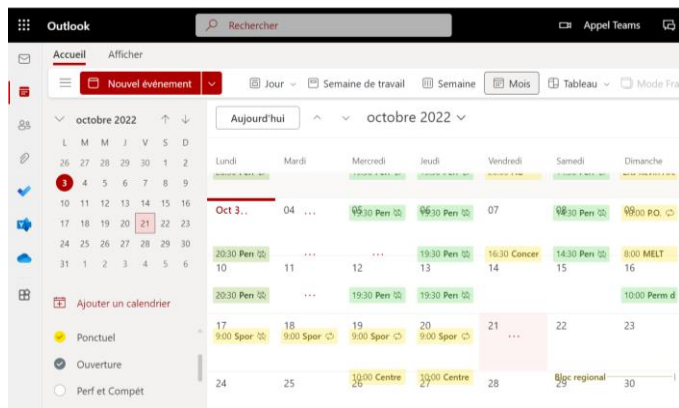 Outlook
Rechercher
Appel Teams
Accueil Afficher
Nouvel événement
Jour Semaine de travail Semaine Mois Tableau Mode Fra
octobre 2022
Aujourd'hui octobre 2022
L M M J V S D
26 27 28 29 30 1 2
3 4 5 6 7 8 9
10 11 12 13 14 15 16
17 18 19 20 21 22 23
24 25 26 27 28 29 30
31 1 2 3 4 5 6
Ajouter un calendrier
Ponctuel
Ouverture
Perf et Compét
Lundi Mardi Mercredi Jeudi Vendredi Samedi Dimanche
Oct 3.. 04 ... 05 06 07 08 09
19:30 Perr 19:30 Perr 14:30 Perr P.O.
20:30 Perr ... ... 19:30 Perr 16:30 Concer 14:30 Perr 8:00 MELT
10 11 12 13 14 15 16
20:30 Perr ... 19:30 Perr 19:30 Perr 10:00 Perm d
17 18 19 20 21 22 23
9:00 Spor 9:00 Spor 9:00 Spor 9:00 Spor ...
10:00 Centre 10:00 Centre Bloc regional
24 25 26 27 28 29 30